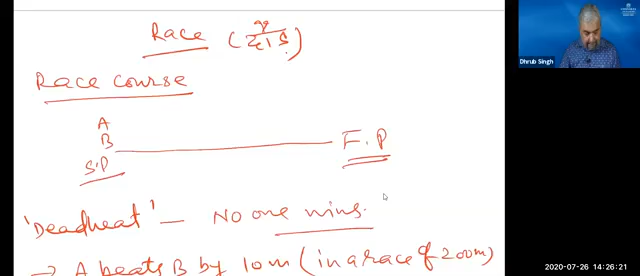 Race (दौड़)
Race course
A
B
S.P
F.P
'Deadheat' - No one wins.
→ A beats B by 10m (in a race of 200m)
Dhrub Singh
2020-07-26 14:26:21